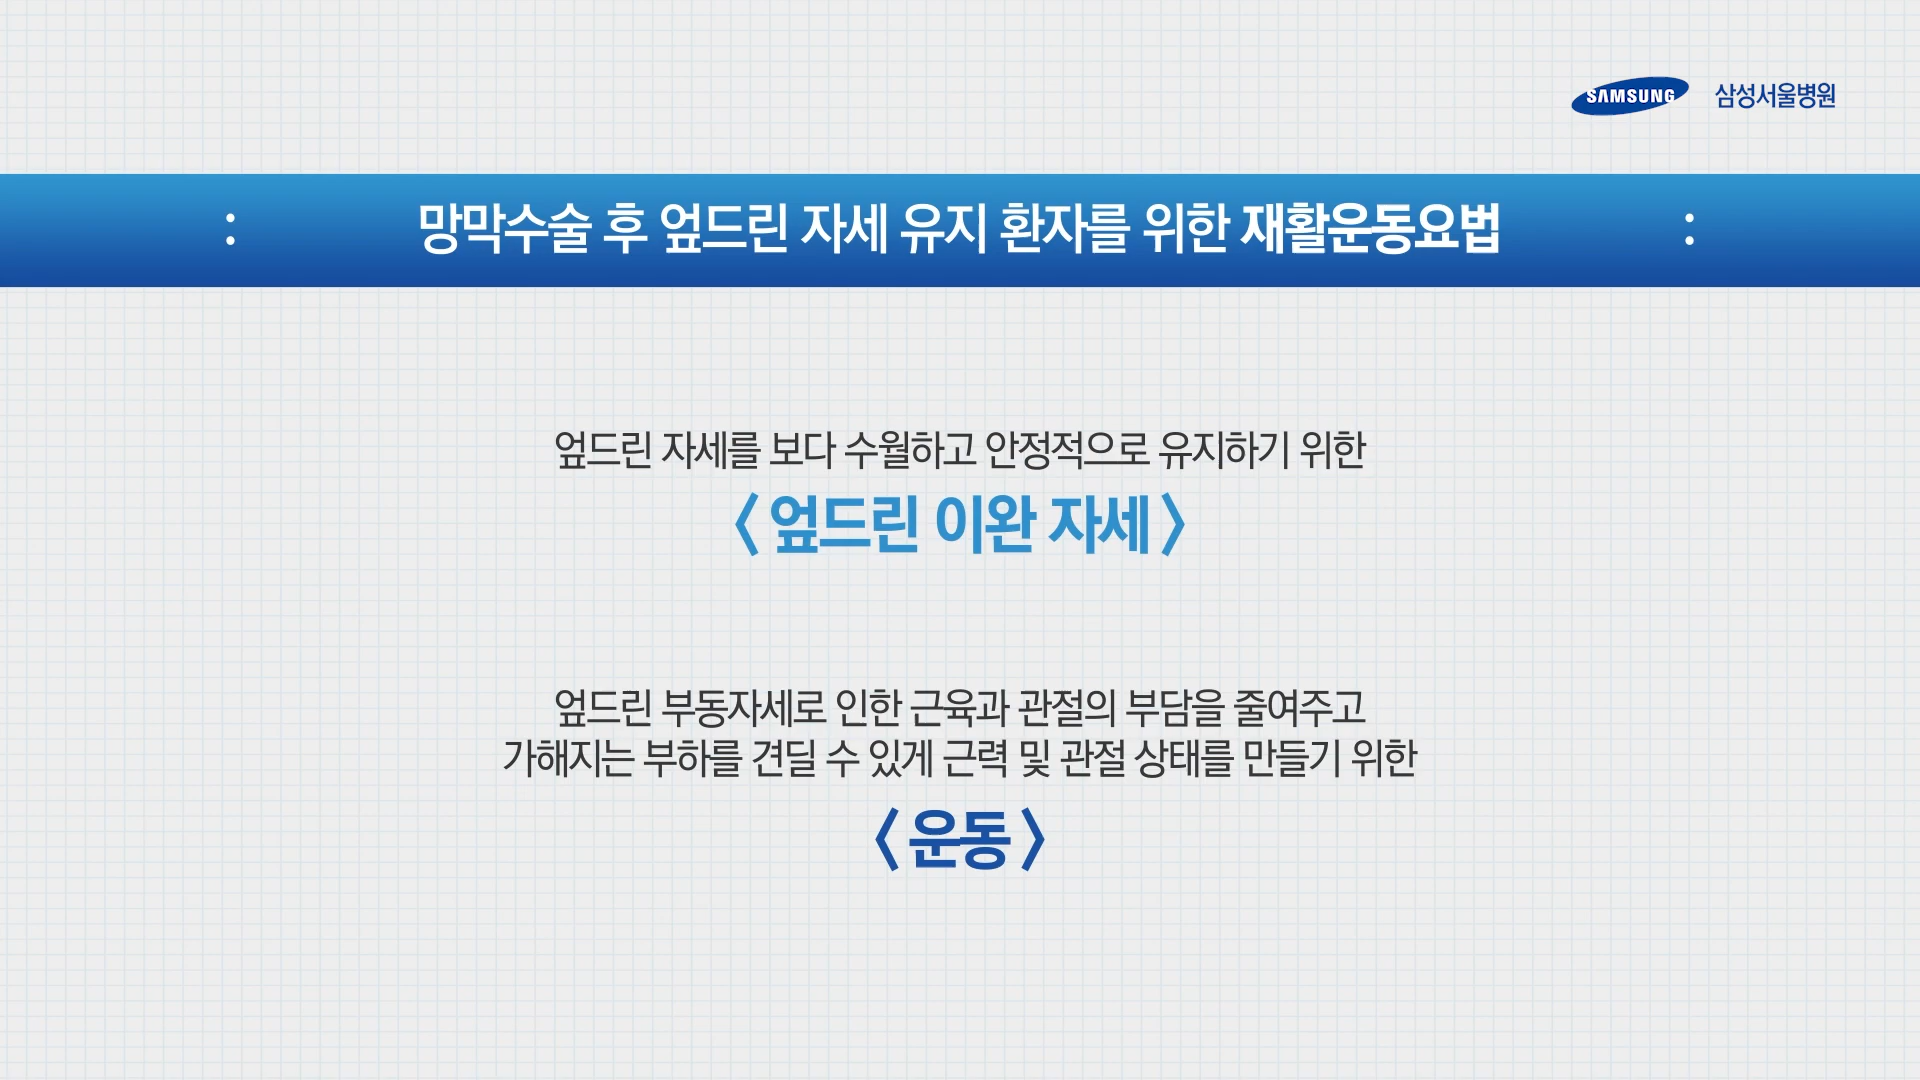 SAMSUNG 삼성서울병원
: 망막수술 후 엎드린 자세 유지 환자를 위한 재활운동요법 :
엎드린 자세를 보다 수월하고 안정적으로 유지하기 위한
〈 엎드린 이완 자세 〉
엎드린 부동자세로 인한 근육과 관절의 부담을 줄여주고
가해지는 부하를 견딜 수 있게 근력 및 관절 상태를 만들기 위한
〈 운동 〉